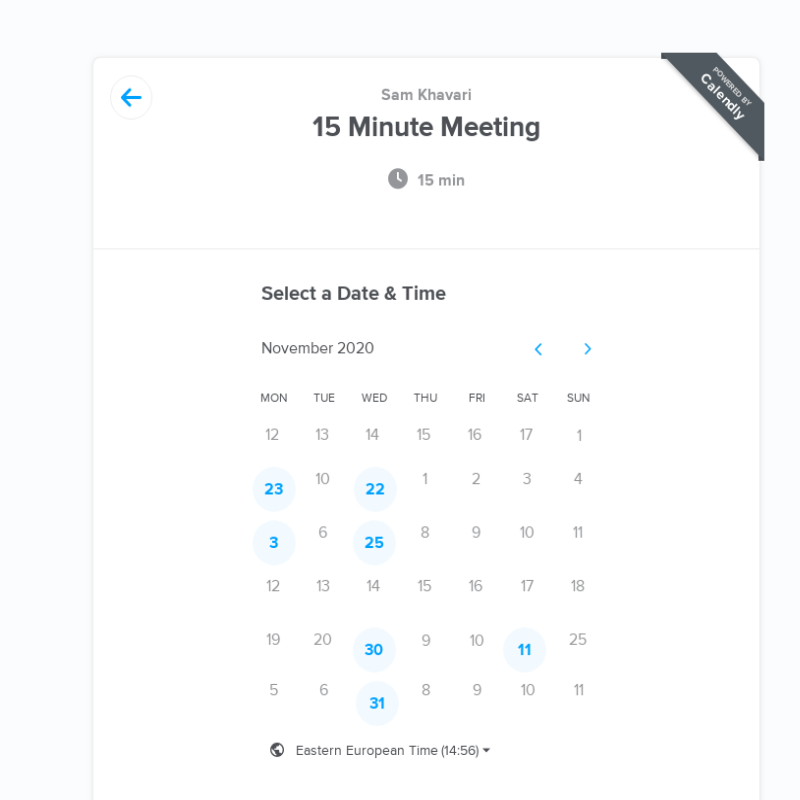 Sam Khavari
15 Minute Meeting
15 min
POWERED BY
Calendly
Select a Date & Time
November 2020
MON TUE WED THU FRI SAT SUN
12 13 14 15 16 17 1
23 10 22 1 2 3 4
3 6 25 8 9 10 11
12 13 14 15 16 17 18
19 20 30 9 10 11 25
5 6 31 8 9 10 11
Eastern European Time (14:56)